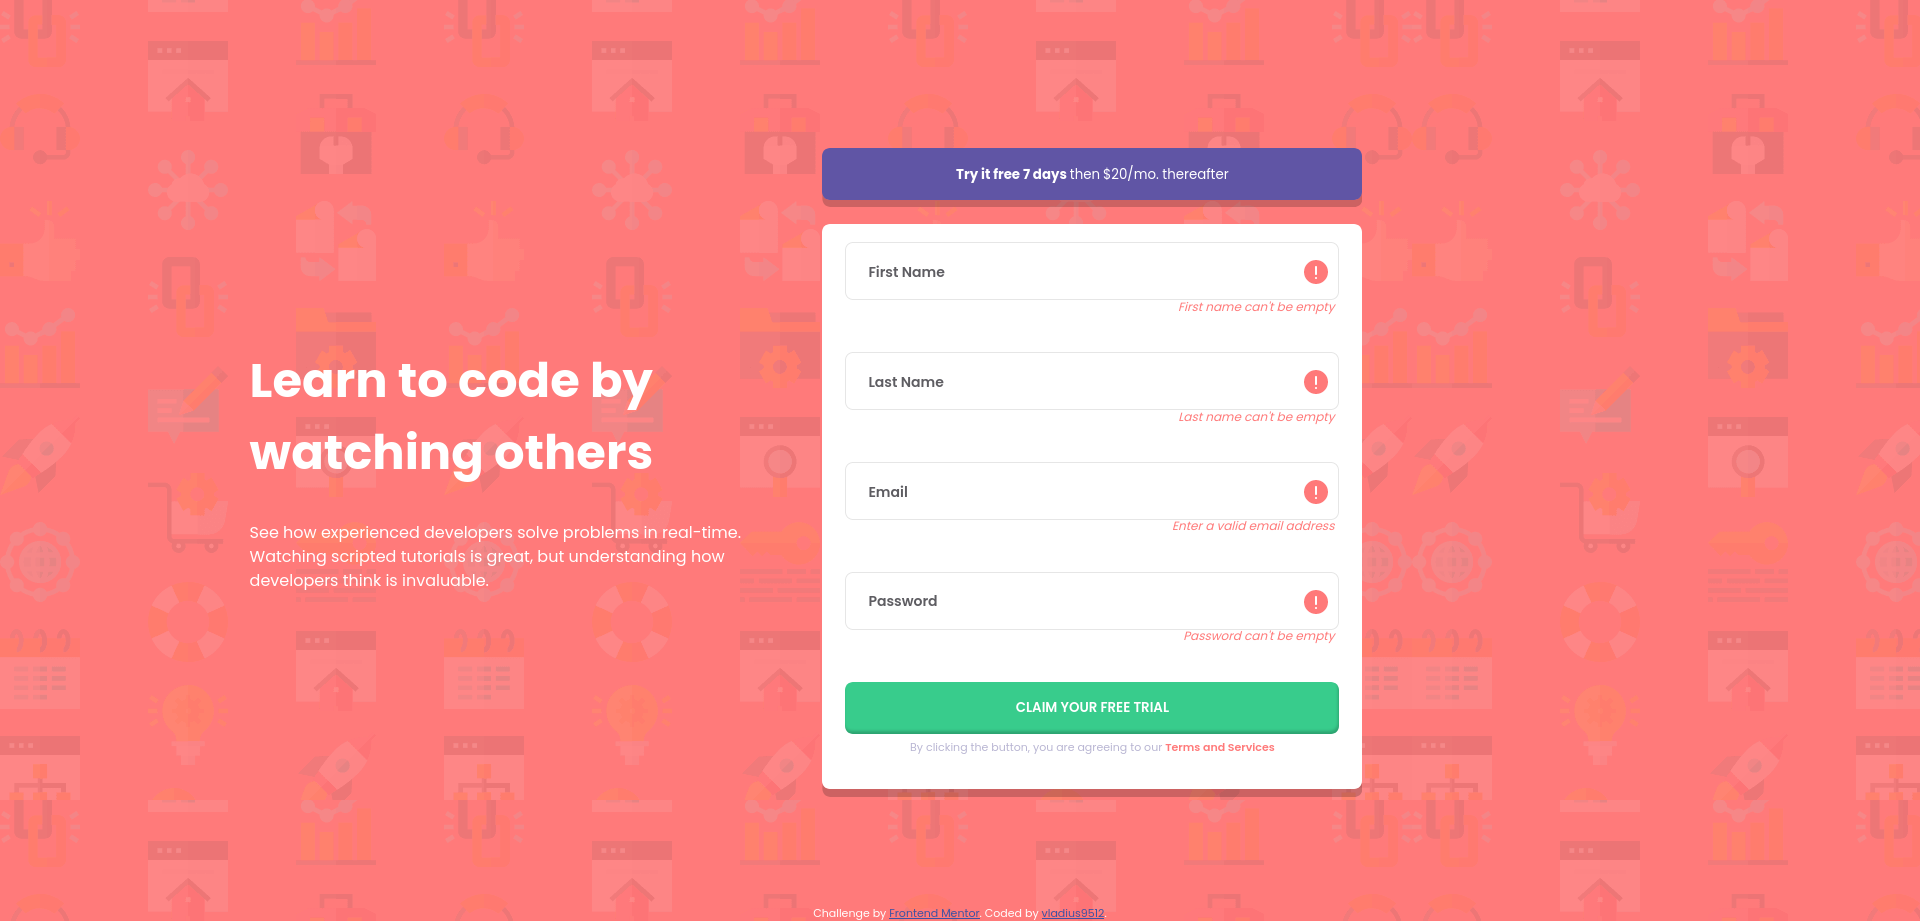 Learn to code by
watching others
See how experienced developers solve problems in real-time.
Watching scripted tutorials is great, but understanding how
developers think is invaluable.
Try it free 7 days then $20/mo. thereafter
First Name
First name can't be empty
Last Name
Last name can't be empty
Email
Enter a valid email address
Password
Password can't be empty
CLAIM YOUR FREE TRIAL
By clicking the button, you are agreeing to our Terms and Services
Challenge by Frontend Mentor. Coded by vladius9512.